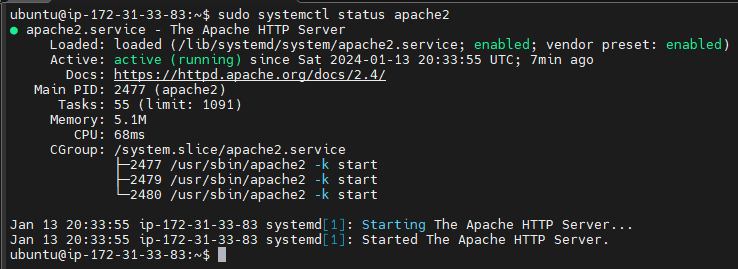 ubuntu@ip-172-31-33-83:~$ sudo systemctl status apache2
● apache2.service - The Apache HTTP Server
     Loaded: loaded (/lib/systemd/system/apache2.service; enabled; vendor preset: enabled)
     Active: active (running) since Sat 2024-01-13 20:33:55 UTC; 7min ago
       Docs: https://httpd.apache.org/docs/2.4/
   Main PID: 2477 (apache2)
      Tasks: 55 (limit: 1091)
     Memory: 5.1M
        CPU: 68ms
     CGroup: /system.slice/apache2.service
             ├─2477 /usr/sbin/apache2 -k start
             ├─2479 /usr/sbin/apache2 -k start
             └─2480 /usr/sbin/apache2 -k start
Jan 13 20:33:55 ip-172-31-33-83 systemd[1]: Starting The Apache HTTP Server...
Jan 13 20:33:55 ip-172-31-33-83 systemd[1]: Started The Apache HTTP Server.
ubuntu@ip-172-31-33-83:~$